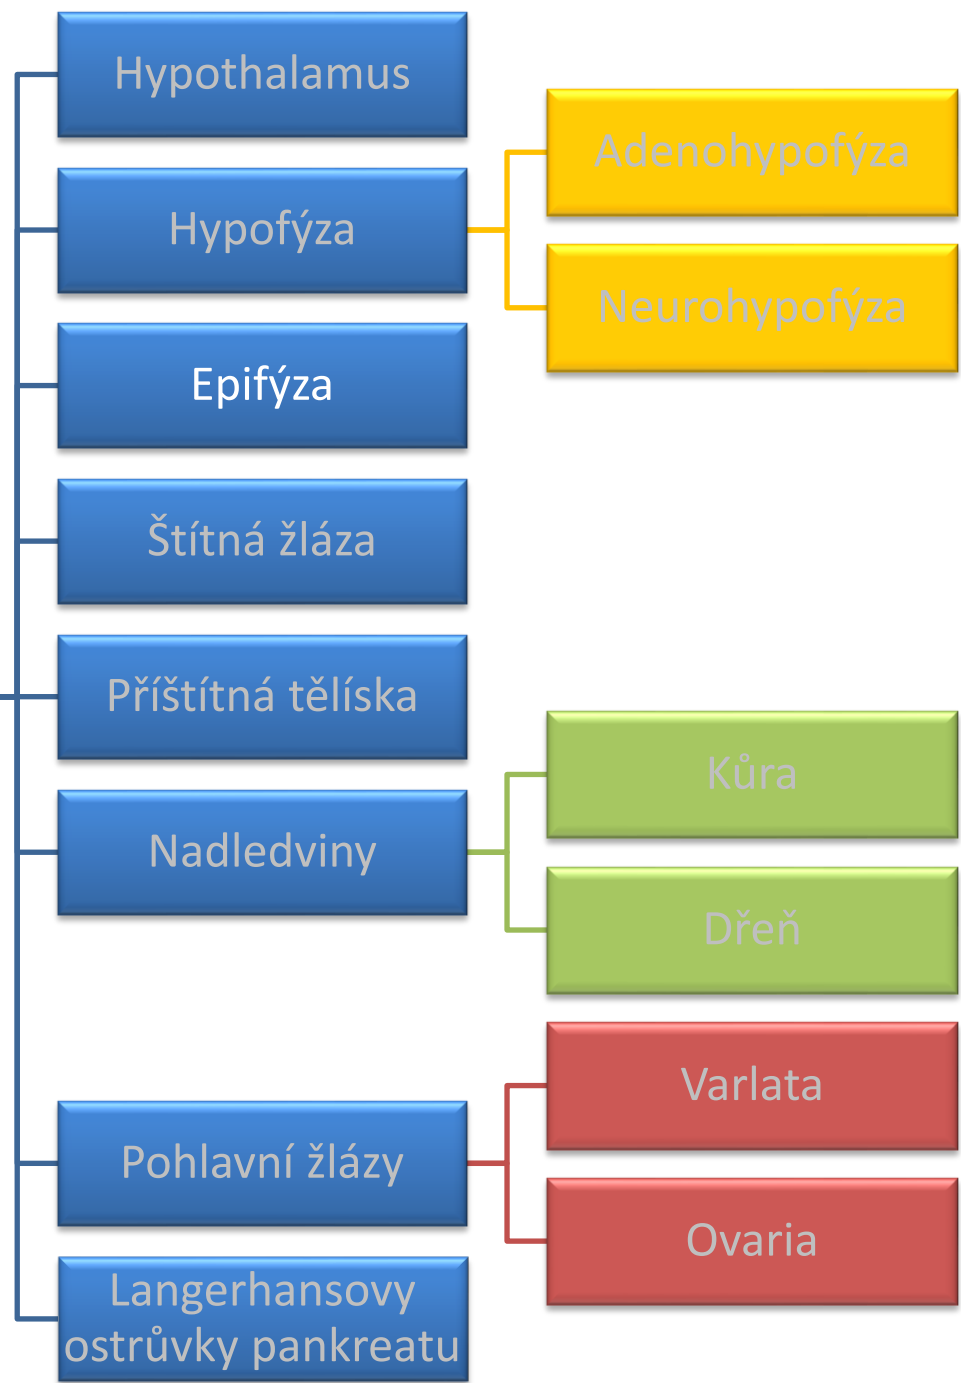 Hypothalamus
Hypofýza
Adenohypofýza
Neurohypofýza
Epifýza
Štítná žláza
Příštítná tělíska
Nadledviny
Kůra
Dřeň
Pohlavní žlázy
Varlata
Ovaria
Langerhansovy
ostrůvky pankreatu